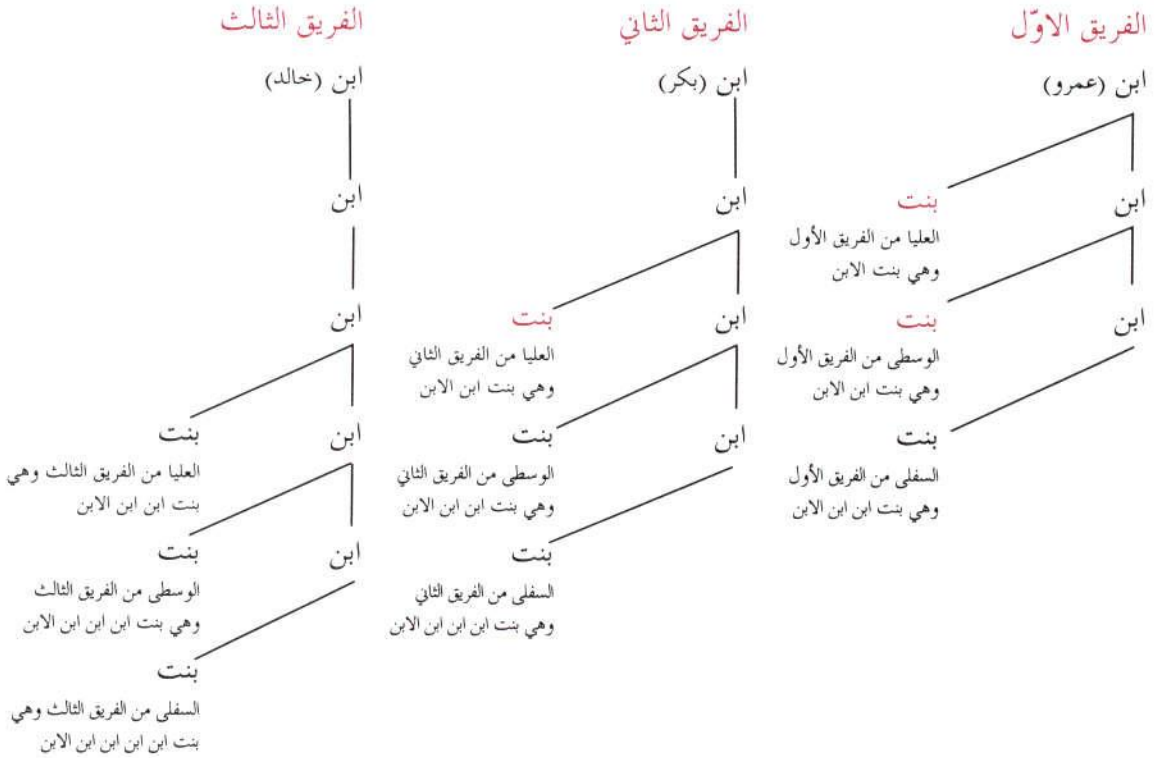 الفريق الاوّل
الفريق الثاني
الفريق الثالث
ابن (عمرو)
ابن (بكر)
ابن (خالد)
ابن
بنت
العليا من الفريق الأول
وهي بنت الابن
ابن
ابن
ابن
بنت
الوسطى من الفريق الأول
وهي بنت ابن الابن
ابن
بنت
العليا من الفريق الثاني
وهي بنت ابن الابن
ابن
بنت
السفلى من الفريق الأول
وهي بنت ابن ابن الابن
ابن
بنت
الوسطى من الفريق الثاني
وهي بنت ابن ابن الابن
ابن
بنت
العليا من الفريق الثالث وهي
بنت ابن ابن الابن
بنت
السفلى من الفريق الثاني
وهي بنت ابن ابن ابن الابن
ابن
بنت
الوسطى من الفريق الثالث
وهي بنت ابن ابن ابن الابن
بنت
السفلى من الفريق الثالث وهي
بنت ابن ابن ابن ابن الابن